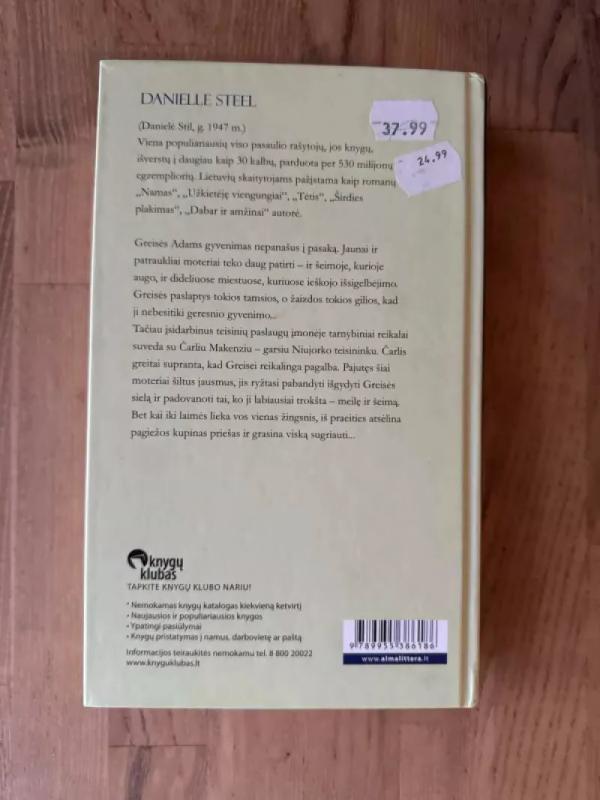 DANIELLE STEEL
37.99
(Danielė Stil, g. 1947 m.)
Viena populiariausių viso pasaulio rašytojų, jos knygų,
išverstų į daugiau kaip 30 kalbų, parduota per 530 milijonų
24.99
egzempliorių. Lietuvių skaitytojams pažįstama kaip romanų
„Namas“, „Užkietėję viengungiai“, „Tėtis“, „Širdies
plakimas“, „Dabar ir amžinai“ autorė.
Greisės Adams gyvenimas nepanašus į pasaką. Jaunai ir
patraukliai moteriai teko daug patirti – ir šeimoje, kurioje
augo, ir dideliuose miestuose, kuriuose ieškojo išsigelbėjimo.
Greisės paslaptys tokios tamsios, o žaizdos tokios gilios, kad
ji nebesitiki geresnio gyvenimo...
Tačiau įsidarbinus teisinių paslaugų įmonėje tarnybiniai reikalai
suveda su Čarliu Makenziu – garsiu Niujorko teisininku. Čarlis
greitai supranta, kad Greisei reikalinga pagalba. Pajutęs šiai
moteriai šiltus jausmus, jis ryžtasi pabandyti išgydyti Greisės
sielą ir padovanoti tai, ko ji labiausiai trokšta – meilę ir šeimą.
Bet kai iki laimės lieka vos vienas žingsnis, iš praeities atsėlina
pagiežos kupinas priešas ir grasina viską sugriauti...
knygų
klubas
TAPKITE KNYGŲ KLUBO NARIU!
* Nemokamas knygų katalogas kiekvieną ketvirtį
• Naujausios ir populiariausios knygos
• Ypatingi pasiūlymai
• Knygų pristatymas į namus, darbovietę ar paštą
Informacijos teiraukitės nemokamu tel. 8 800 20022
www.knyguklubas.lt
9 789955 386186
www.almalittera.lt